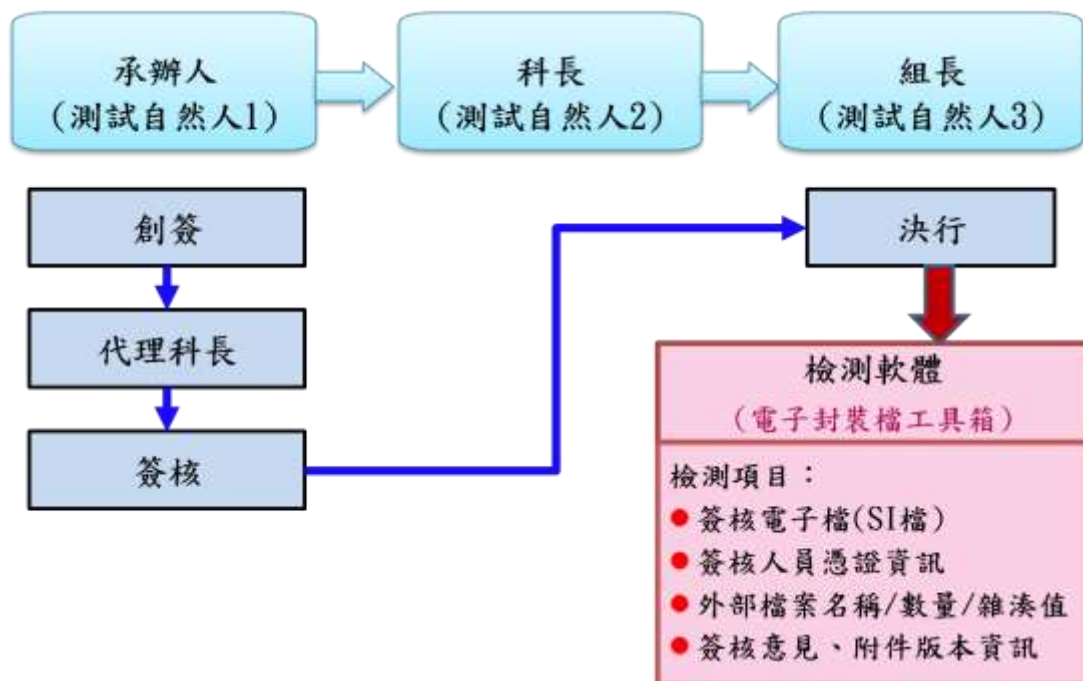 承辦人
(測試自然人1)
科長
(測試自然人2)
組長
(測試自然人3)
創簽
代理科長
簽核
決行
檢測軟體
(電子封裝檔工具箱)
檢測項目：
● 簽核電子檔(SI檔)
● 簽核人員憑證資訊
● 外部檔案名稱/數量/雜湊值
● 簽核意見、附件版本資訊